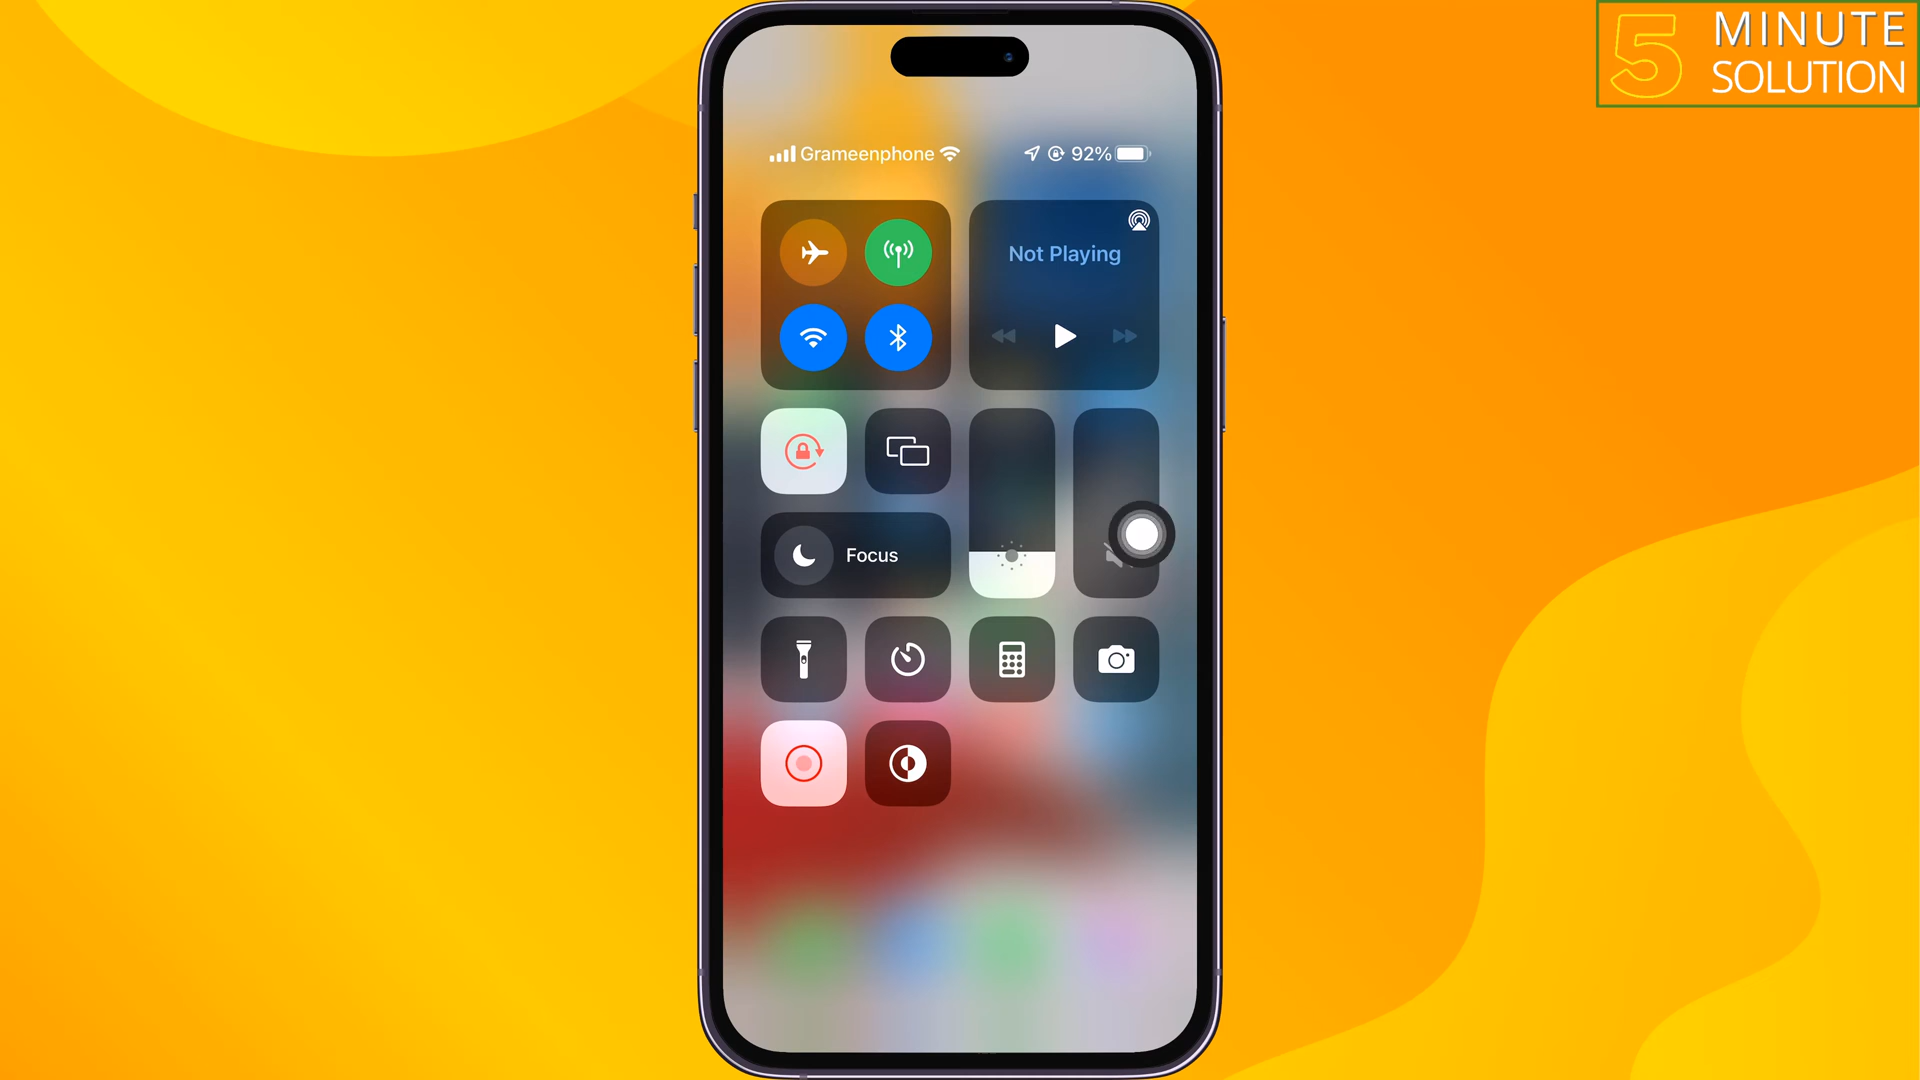 5 MINUTE
SOLUTION
Grameenphone
92%
Not Playing
Focus